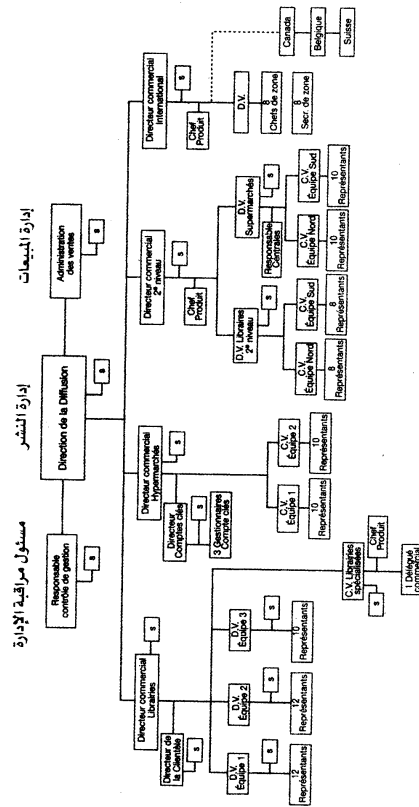 مسئول مراقبة الإدارة
إدارة النشر
إدارة المبيعات
Responsable
contrôle de gestion
s
Direction de la Diffusion
s
Administration
des ventes
s
Directeur commercial
Librairies
s
Directeur de
la Clientèle
s
D.V.
Équipe 1
s
12
Représentants
D.V.
Équipe 2
s
12
Représentants
D.V.
Équipe 3
s
10
Représentants
C.V. Librairies
spécialisées
s
Chef
Produit
1 Délégué
commercial
Directeur commercial
Hypermarchés
s
Directeur
Comptes clés
s
3 Gestionnaires
Compte clés
C.V.
Équipe 1
10
Représentants
C.V.
Équipe 2
10
Représentants
Directeur commercial
2e niveau
s
Chef
Produit
D.V. Libraires
2e niveau
s
C.V.
Équipe Nord
8
Représentants
C.V.
Équipe Sud
8
Représentants
D.V.
Supermarchés
s
Responsable
Centrales
C.V.
Équipe Nord
10
Représentants
C.V.
Équipe Sud
10
Représentants
Directeur commercial
International
s
Chef
Produit
D.V.
8
Chefs de zone
8
Secr. de zone
Canada
Belgique
Suisse